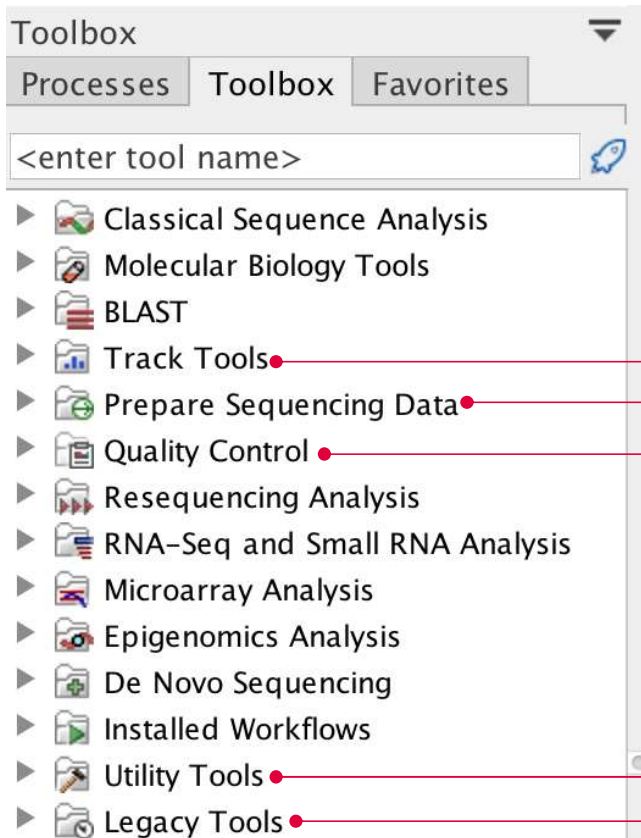 Toolbox
Processes Toolbox Favorites
<enter tool name>
Classical Sequence Analysis
Molecular Biology Tools
BLAST
Track Tools
Prepare Sequencing Data
Quality Control
Resequencing Analysis
RNA-Seq and Small RNA Analysis
Microarray Analysis
Epigenomics Analysis
De Novo Sequencing
Installed Workflows
Utility Tools
Legacy Tools